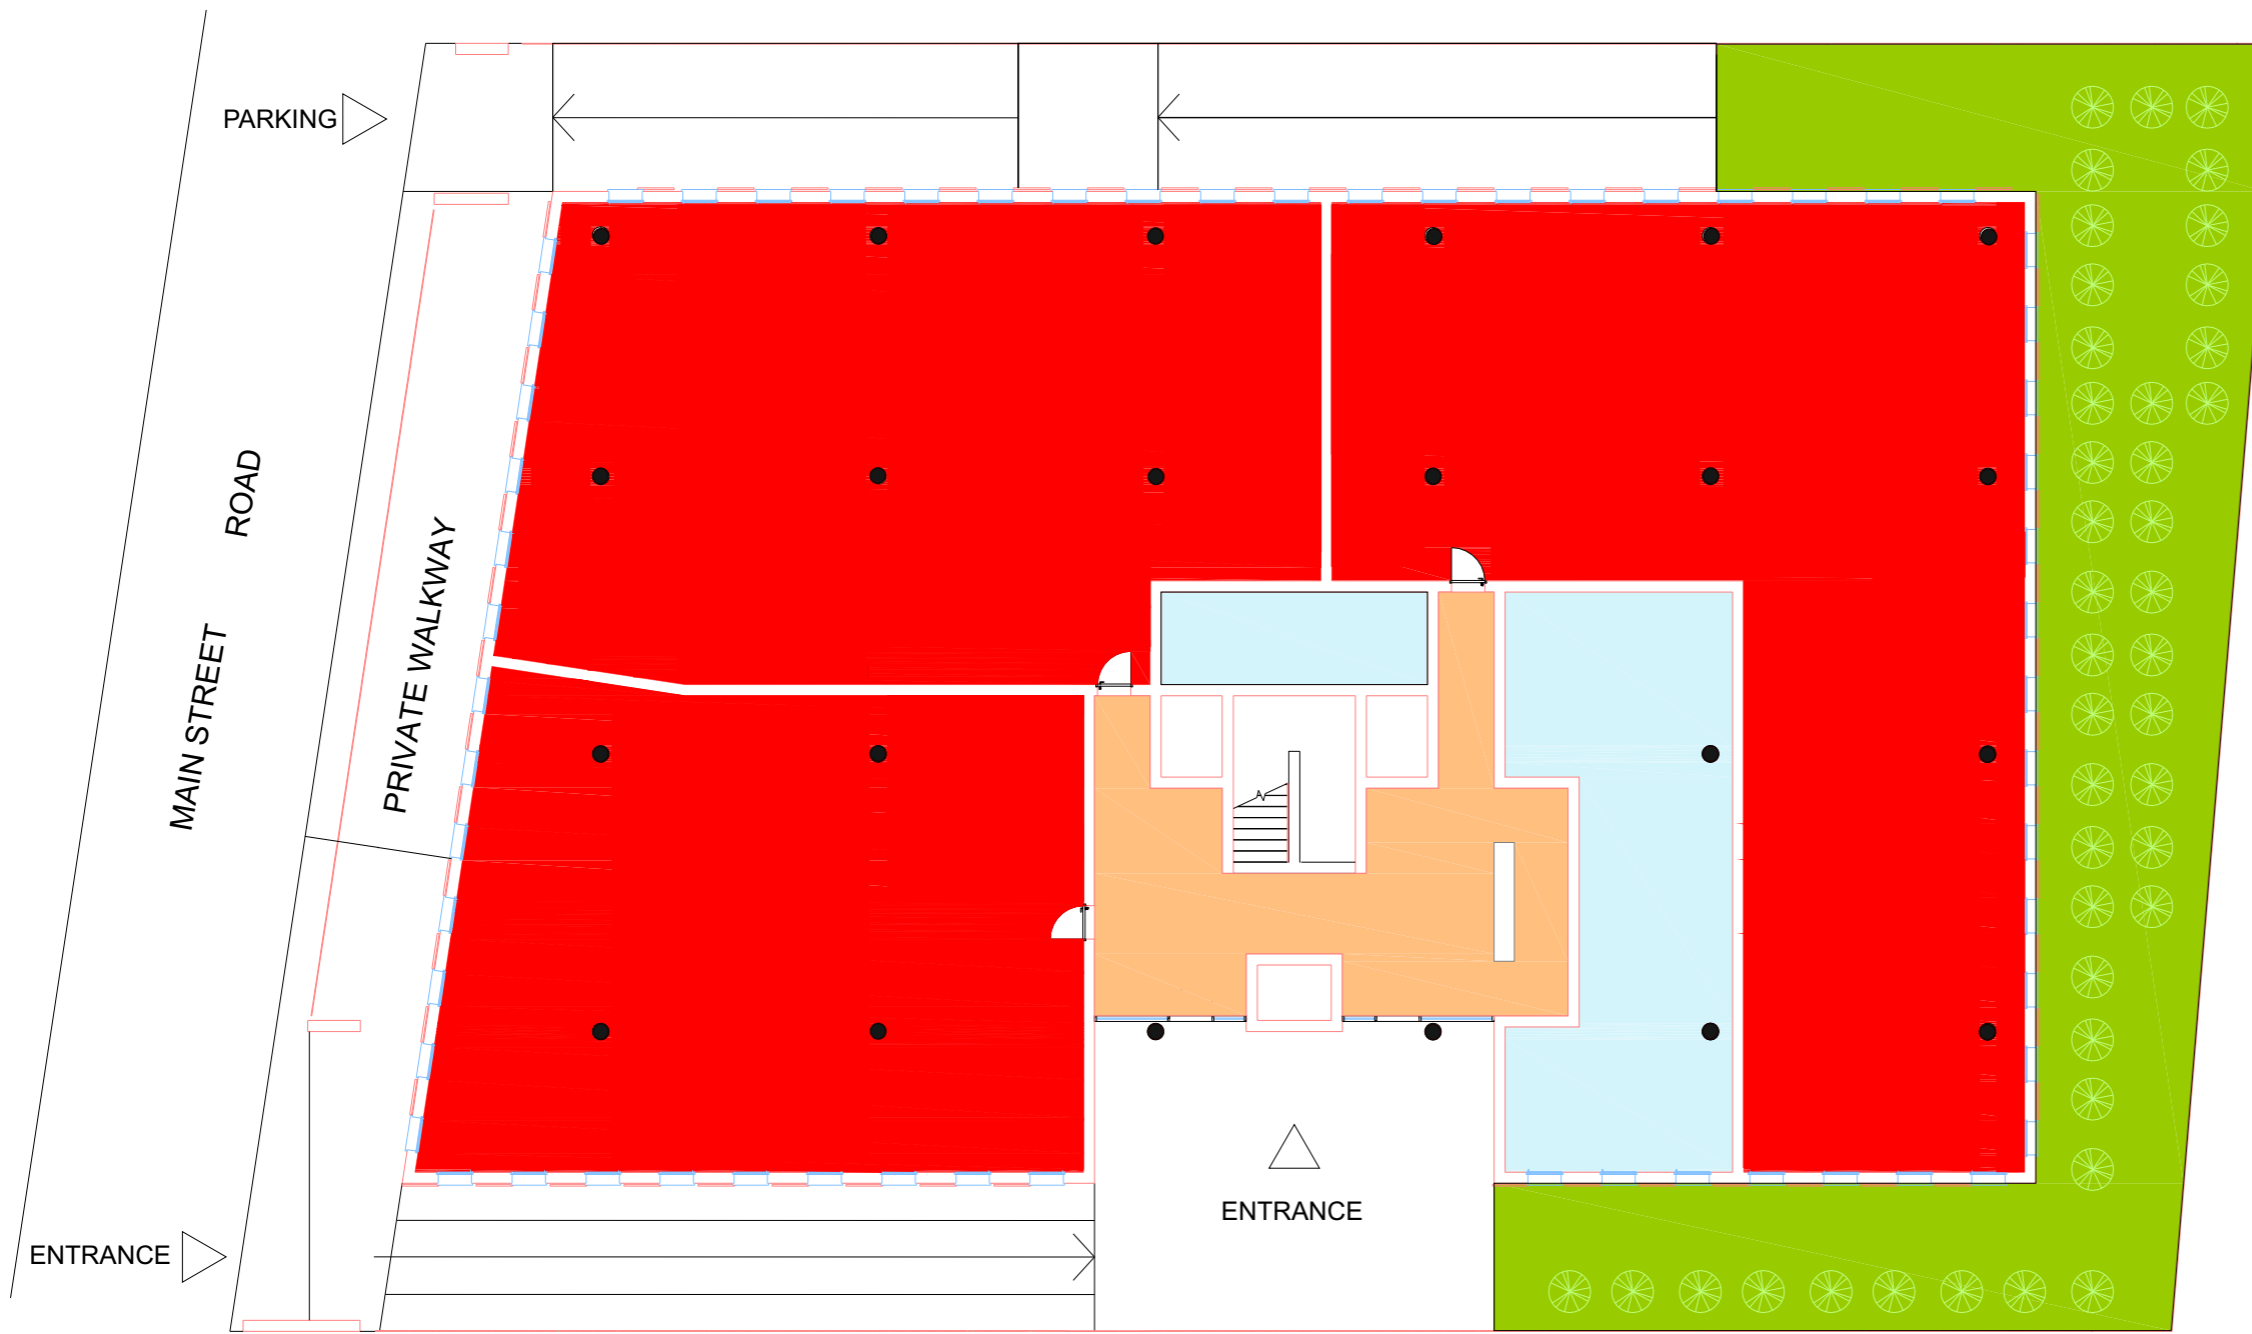 PARKING
ROAD
PRIVATE WALKWAY
MAIN STREET
ENTRANCE
ENTRANCE